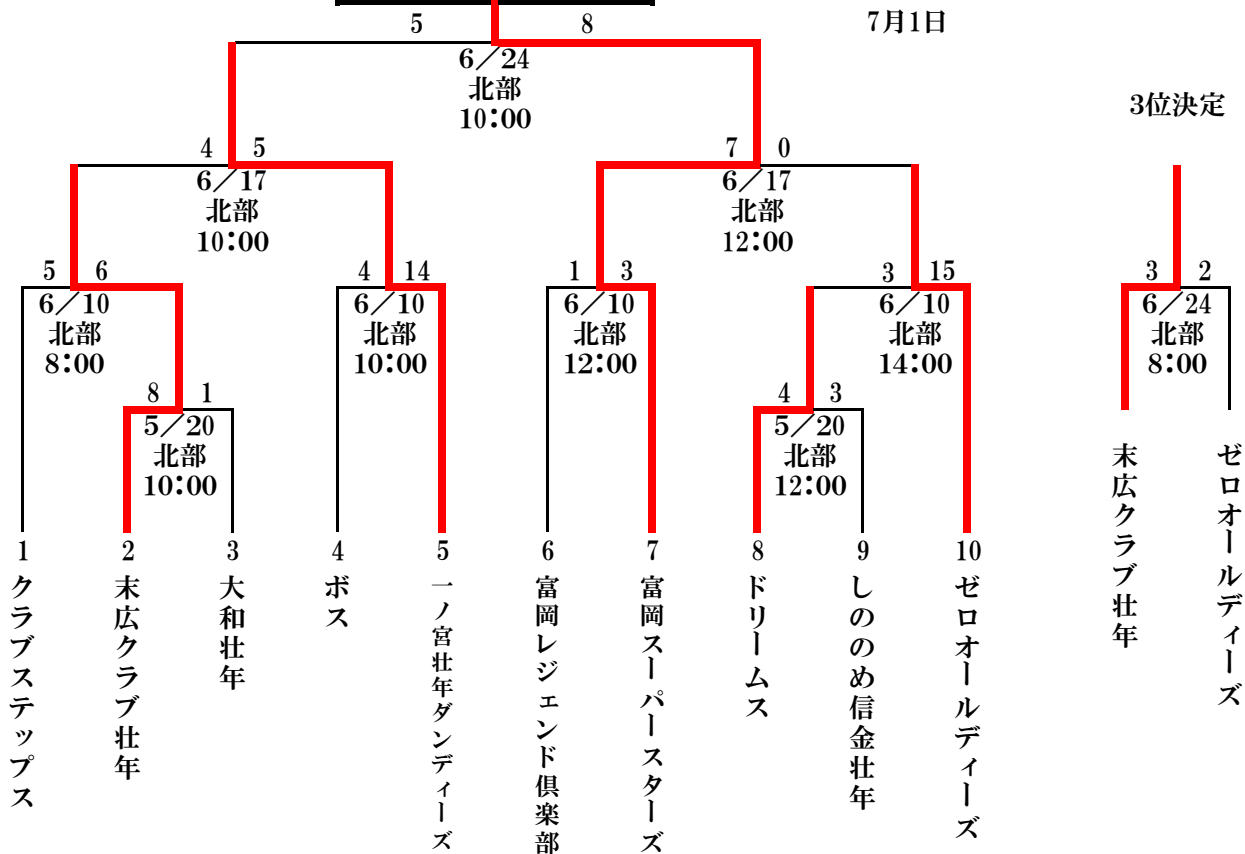 5 8
7月1日
6／24
北部
10：00
3位決定
4 5
6／17
北部
10：00
7 0
6／17
北部
12：00
5 6
6／10
北部
8：00
4 14
6／10
北部
10：00
1 3
6／10
北部
12：00
3 15
6／10
北部
14：00
3 2
6／24
北部
8：00
8 1
5／20
北部
10：00
4 3
5／20
北部
12：00
1
クラブステップス
2
末広クラブ壮年
3
大和壮年
4
ボス
5
一ノ宮壮年ダンディーズ
6
富岡レジェンド倶楽部
7
富岡スーパースターズ
8
ドリームス
9
しののめ信金壮年
10
ゼロオールディーズ
末広クラブ壮年
ゼロオールディーズ